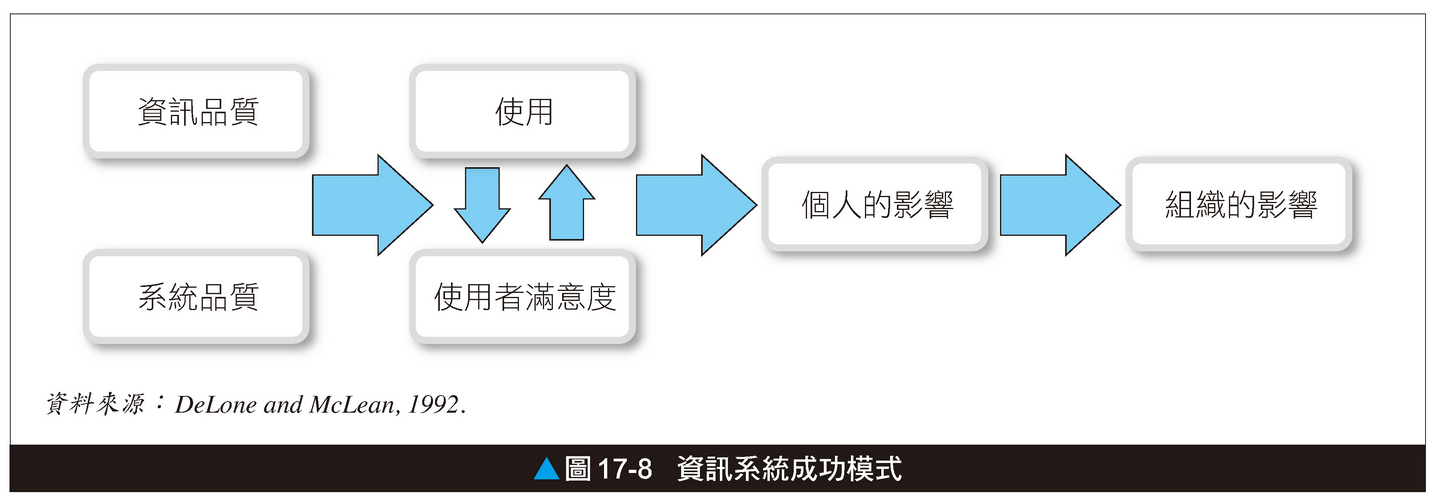 資訊品質
使用
個人的影響
組織的影響
系統品質
使用者滿意度
資料來源：DeLone and McLean, 1992.
▲圖 17-8 資訊系統成功模式